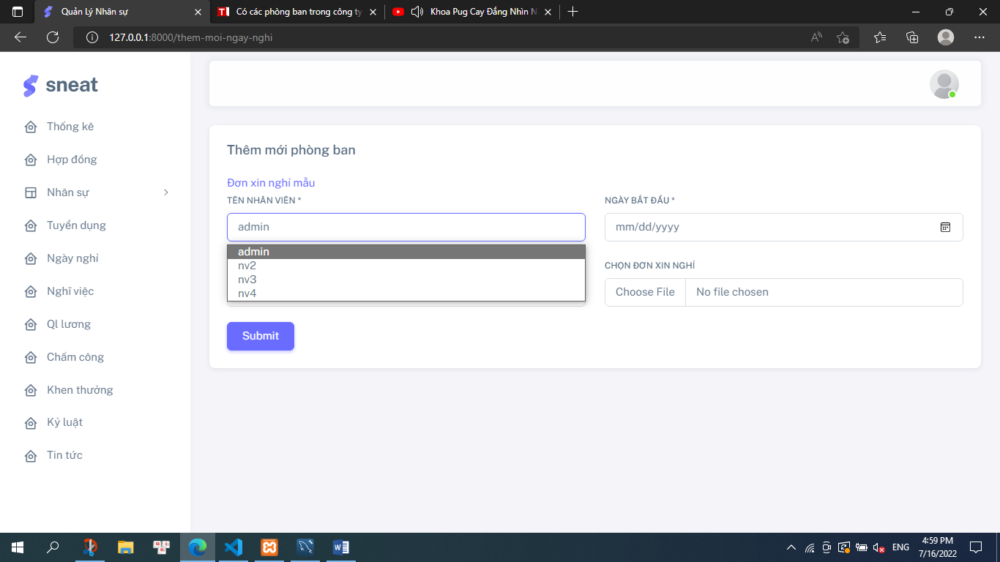 Quản Lý Nhân sự
Có các phòng ban trong công ty
Khoa Pug Cay Đắng Nhìn N
127.0.0.1:8000/them-moi-ngay-nghi
sneat
Thống kê
Hợp đồng
Nhân sự
Tuyển dụng
Ngày nghỉ
Nghĩ việc
Ql lương
Chấm công
Khen thưởng
Kỷ luật
Tin tức
Thêm mới phòng ban
Đơn xin nghỉ mẫu
TÊN NHÂN VIÊN *
admin
admin
nv2
nv3
nv4
NGÀY BẮT ĐẦU *
mm/dd/yyyy
CHỌN ĐƠN XIN NGHỈ
Choose File
No file chosen
Submit
ENG
4:59 PM
7/16/2022